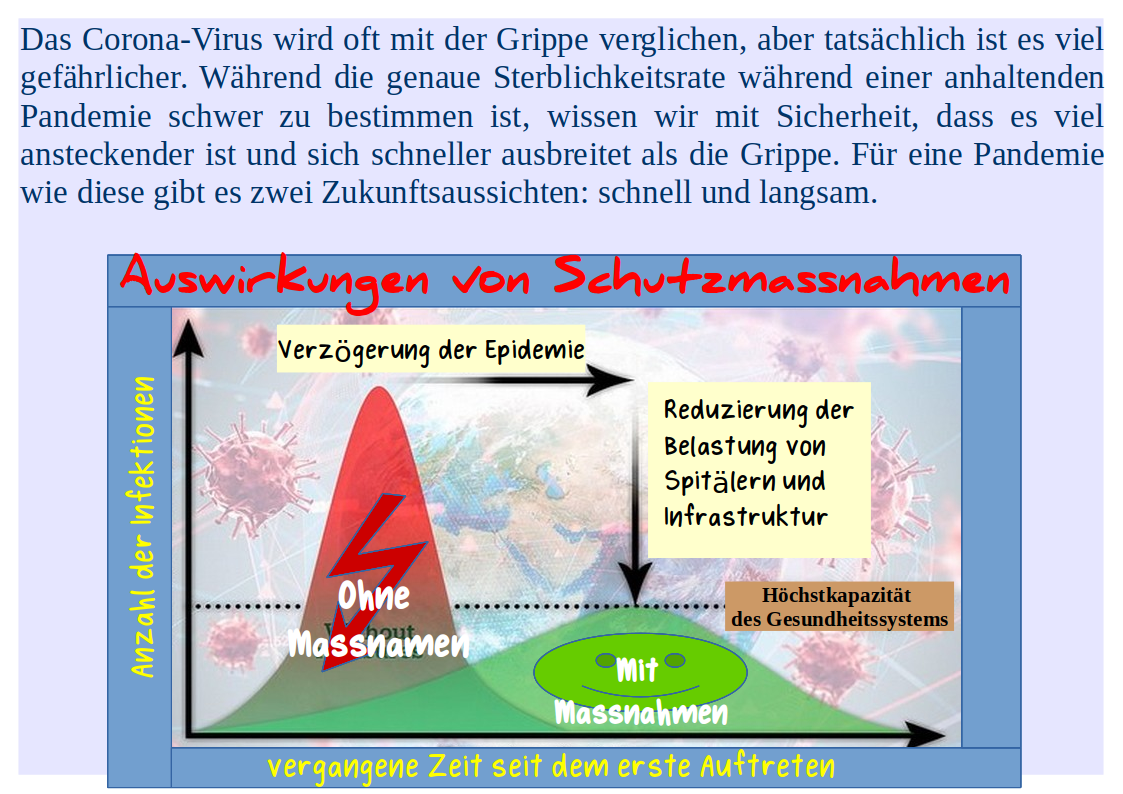 Das Corona-Virus wird oft mit der Grippe verglichen, aber tatsächlich ist es viel
gefährlicher. Während die genaue Sterblichkeitsrate während einer anhaltenden
Pandemie schwer zu bestimmen ist, wissen wir mit Sicherheit, dass es viel
ansteckender ist und sich schneller ausbreitet als die Grippe. Für eine Pandemie
wie diese gibt es zwei Zukunftsaussichten: schnell und langsam.
Auswirkungen von Schutzmassnahmen
Verzögerung der Epidemie
Reduzierung der
Belastung von
Spitälern und
Infrastruktur
Anzahl der Infektionen
Höchstkapazität
des Gesundheitssystems
Ohne
Massnamen
Mit
Massnahmen
vergangene Zeit seit dem erste Auftreten